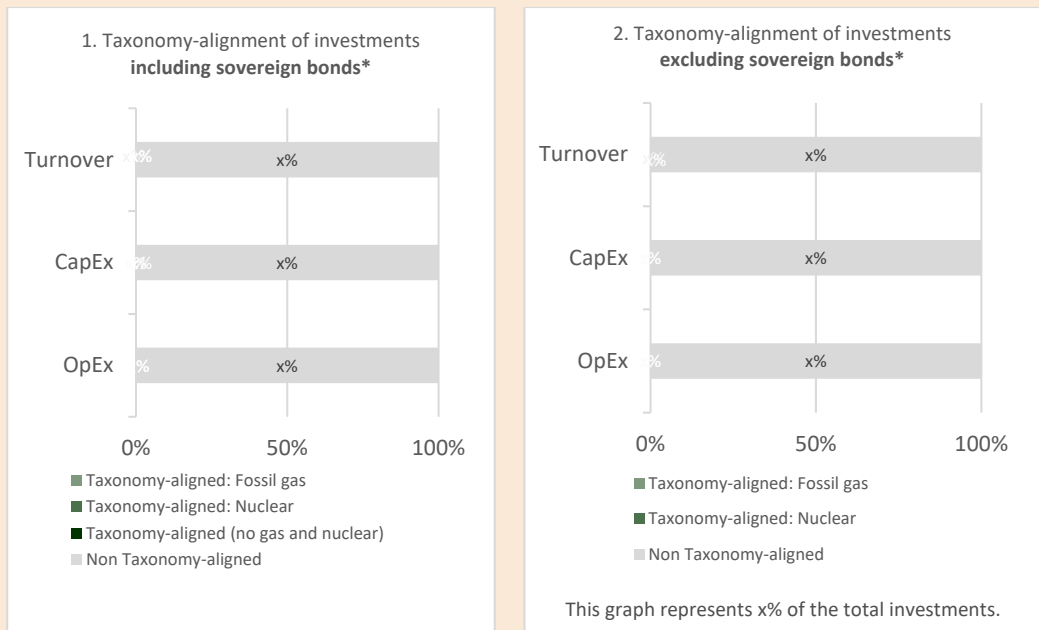 1. Taxonomy-alignment of investments
including sovereign bonds*
Turnover x%
CapEx x%
OpEx x%
0% 50% 100%
Taxonomy-aligned: Fossil gas
Taxonomy-aligned: Nuclear
Taxonomy-aligned (no gas and nuclear)
Non Taxonomy-aligned
2. Taxonomy-alignment of investments
excluding sovereign bonds*
Turnover x%
CapEx x%
OpEx x%
0% 50% 100%
Taxonomy-aligned: Fossil gas
Taxonomy-aligned: Nuclear
Non Taxonomy-aligned
This graph represents x% of the total investments.